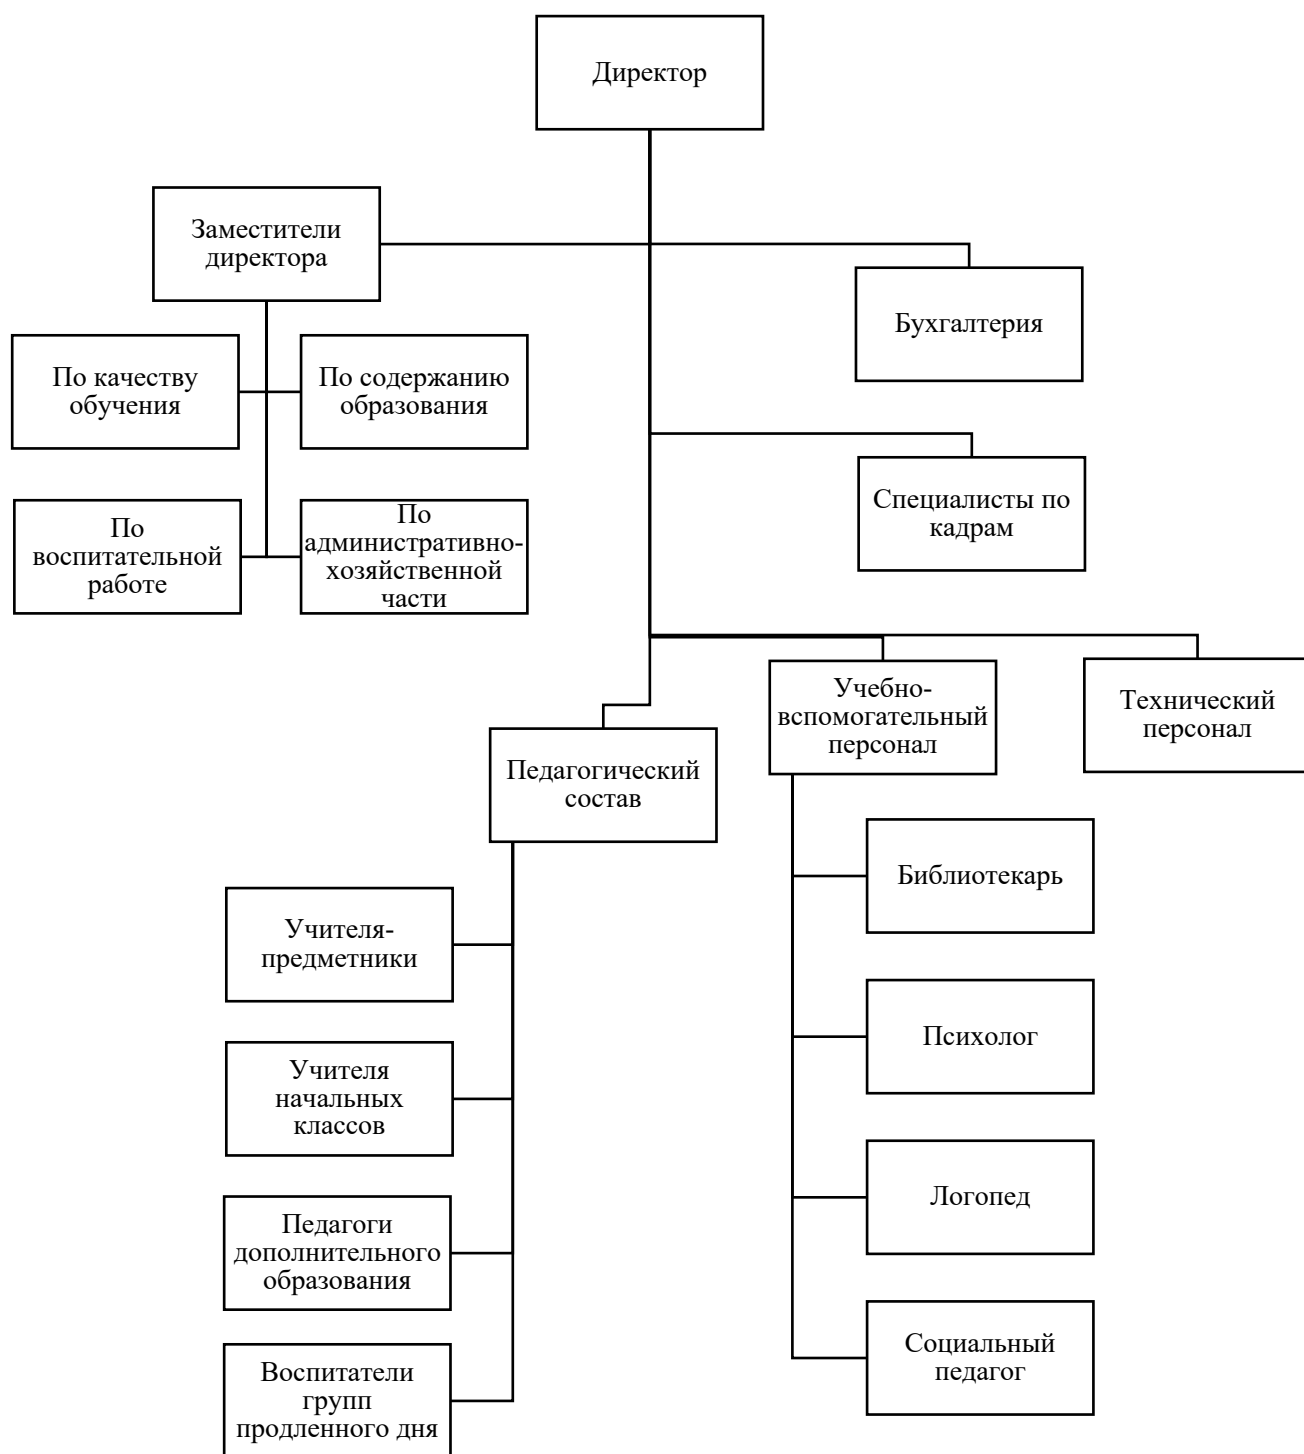 Директор
Заместители
директора
Бухгалтерия
По качеству
обучения
По содержанию
образования
Специалисты по
кадрам
По
воспитательной
работе
По
административно-
хозяйственной
части
Учебно-
вспомогательный
персонал
Технический
персонал
Педагогический
состав
Библиотекарь
Учителя-
предметники
Психолог
Учителя
начальных
классов
Логопед
Педагоги
дополнительного
образования
Социальный
педагог
Воспитатели
групп
продленного дня